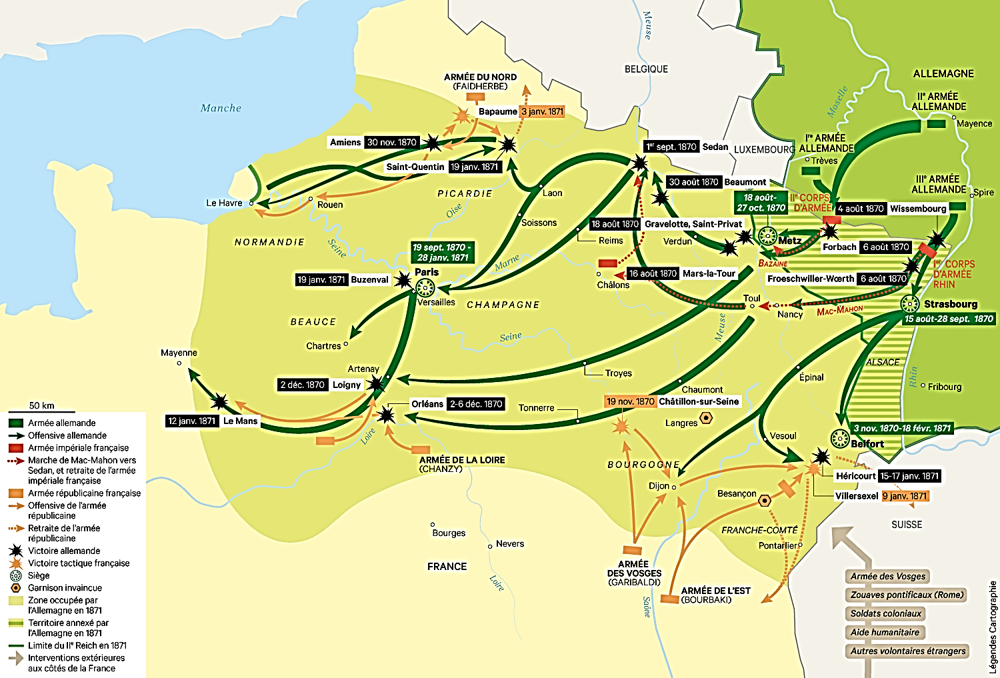 Manche
Meuse
BELGIQUE
ALLEMAGNE
IIe ARMÉE
ALLEMANDE
Mayence
Moselle
ARMÉE DU NORD
(FAIDHERBE)
Bapaume 3 janv. 1871
Amiens 30 nov. 1870
Saint-Quentin 19 janv. 1871
1er sept. 1870 Sedan
LUXEMBOURG
Ire ARMÉE
ALLEMANDE
Trèves
IIIe ARMÉE
ALLEMANDE
Spire
30 août 1870 Beaumont
18 août-
27 oct. 1870
IIe CORPS
D'ARMÉE
4 août 1870 Wissembourg
Le Havre
Rouen
PICARDIE
Oise
Laon
Soissons
18 août 1870 Gravelotte, Saint-Privat
Reims
Verdun
Metz
Forbach 6 août 1870
NORMANDIE
Seine
19 sept. 1870 -
28 janv. 1871
Marne
BAZAINE
Ier CORPS
D'ARMÉE
RHIN
Paris
19 janv. 1871 Buzenval
Versailles
Châlons
16 août 1870 Mars-la-Tour
Froeschwiller-Wœrth 6 août 1870
CHAMPAGNE
Toul
Nancy
MAC-MAHON
Strasbourg
15 août-28 sept. 1870
BEAUCE
Chartres
Seine
Meuse
Mayenne
Artenay
Troyes
Épinal
ALSACE
Rhin
Fribourg
2 déc. 1870 Loigny
Chaumont
Orléans 2-6 déc. 1870
Tonnerre
19 nov. 1870 Châtillon-sur-Seine
Langres
12 janv. 1871 Le Mans
Loire
Vesoul
3 nov. 1870-18 févr. 1871
Belfort
ARMÉE DE LA LOIRE
(CHANZY)
BOURGOGNE
Dijon
Besançon
Héricourt 15-17 janv. 1871
Villersexel 9 janv. 1871
SUISSE
FRANCHE-COMTÉ
Pontarlier
Bourges
Nevers
FRANCE
Loire
ARMÉE
DES VOSGES
(GARIBALDI)
ARMÉE DE L'EST
(BOURBAKI)
Saône
Armée des Vosges
Zouaves pontificaux (Rome)
Soldats coloniaux
Aide humanitaire
Autres volontaires étrangers
50 km
Armée allemande
Offensive allemande
Armée impériale française
Marche de Mac-Mahon vers
Sedan, et retraite de l'armée
impériale française
Armée républicaine française
Offensive de l'armée
républicaine
Retraite de l'armée
républicaine
Victoire allemande
Victoire tactique française
Siège
Garnison invaincue
Zone occupée par
l'Allemagne en 1871
Territoire annexé par
l'Allemagne en 1871
Limite du IIe Reich en 1871
Interventions extérieures
aux côtés de la France
Légendes Cartographie